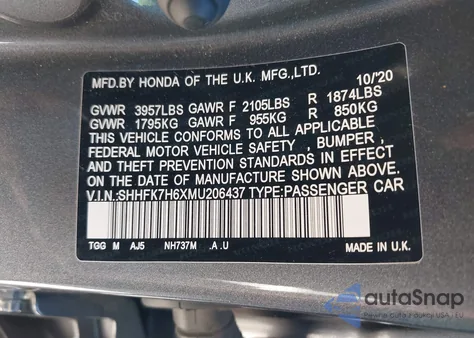 MFD.BY HONDA OF THE U.K. MFG.,LTD. 10/'20
GVWR 3957LBS GAWR F 2105LBS R 1874LBS
GVWR 1795KG GAWR F 955KG R 850KG
THIS VEHICLE CONFORMS TO ALL APPLICABLE
FEDERAL MOTOR VEHICLE SAFETY , BUMPER ,
AND THEFT PREVENTION STANDARDS IN EFFECT
ON THE DATE OF MANUFACTURE SHOWN ABOVE.
V.I.N:SHHFK7H6XMU206437 TYPE:PASSENGER CAR
TGG M AJ5 NH737M .A.U MADE IN U.K.
autoSnap